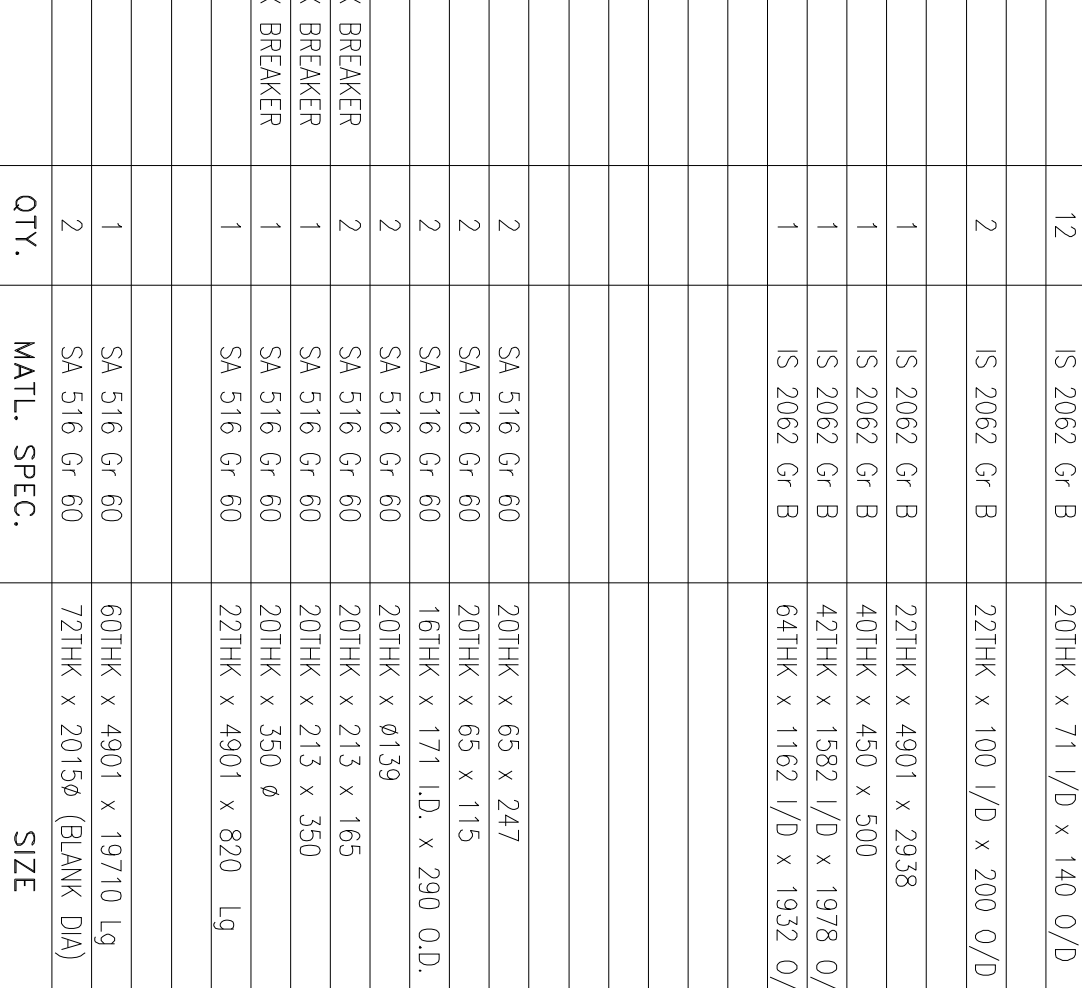 12 IS 2062 Gr B 20THK x 71 I/D x 140 O/D
2 IS 2062 Gr B 22THK x 100 I/D x 200 O/D
1 IS 2062 Gr B 22THK x 4901 x 2938
1 IS 2062 Gr B 40THK x 450 x 500
1 IS 2062 Gr B 42THK x 1582 I/D x 1978 O/
1 IS 2062 Gr B 64THK x 1162 I/D x 1932 O/
2 SA 516 Gr 60 20THK x 65 x 247
2 SA 516 Gr 60 20THK x 65 x 115
2 SA 516 Gr 60 16THK x 171 I.D. x 290 O.D.
2 SA 516 Gr 60 20THK x ø139
BREAKER 2 SA 516 Gr 60 20THK x 213 x 165
BREAKER 1 SA 516 Gr 60 20THK x 213 x 350
BREAKER 1 SA 516 Gr 60 20THK x 350 ø
1 SA 516 Gr 60 22THK x 4901 x 820 Lg
1 SA 516 Gr 60 60THK x 4901 x 19710 Lg
2 SA 516 Gr 60 72THK x 2015ø (BLANK DIA)
QTY. MATL. SPEC. SIZE